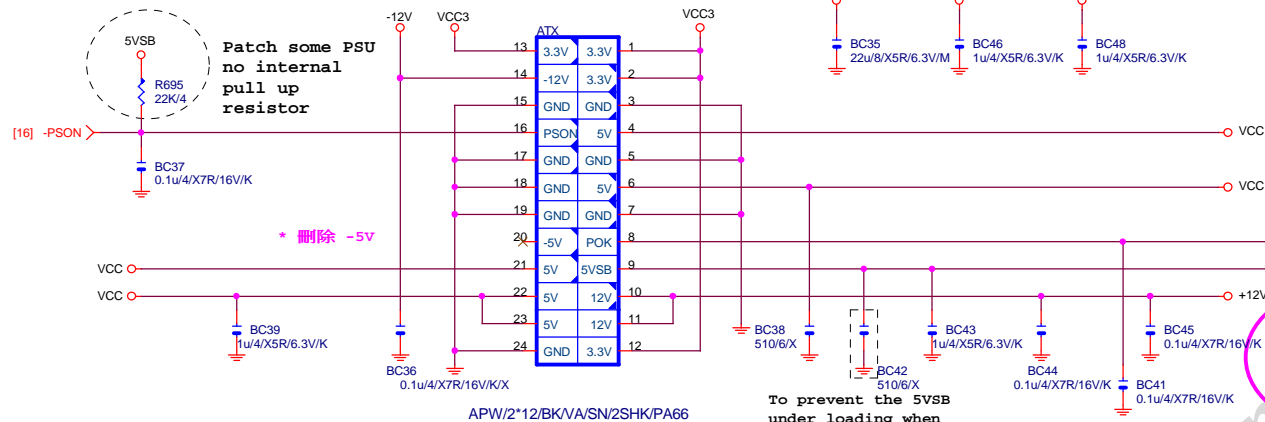 -12V
VCC3
VCC3
5VSB
Patch some PSU
no internal
pull up
resistor
R695
22K/4
BC35
22u/8/X5R/6.3V/M
BC46
1u/4/X5R/6.3V/K
BC48
1u/4/X5R/6.3V/K
ATX
13 3.3V 3.3V 1
14 -12V 3.3V 2
15 GND GND 3
[16] -PSON
16 PSON 5V 4
VCC
17 GND GND 5
BC37
0.1u/4/X7R/16V/K
18 GND 5V 6
VCC
19 GND GND 7
* 刪除 -5V
20 -5V POK 8
VCC
21 5V 5VSB 9
VCC
22 5V 12V 10
+12V
23 5V 12V 11
24 GND 3.3V 12
BC39
1u/4/X5R/6.3V/K
BC36
0.1u/4/X7R/16V/K/X
BC38
510/6/X
BC42
510/6/X
BC43
1u/4/X5R/6.3V/K
BC44
0.1u/4/X7R/16V/K
BC45
0.1u/4/X7R/16V/K
BC41
0.1u/4/X7R/16V/K
APW/2*12/BK/VA/SN/2SHK/PA66
To prevent the 5VSB
under loading when